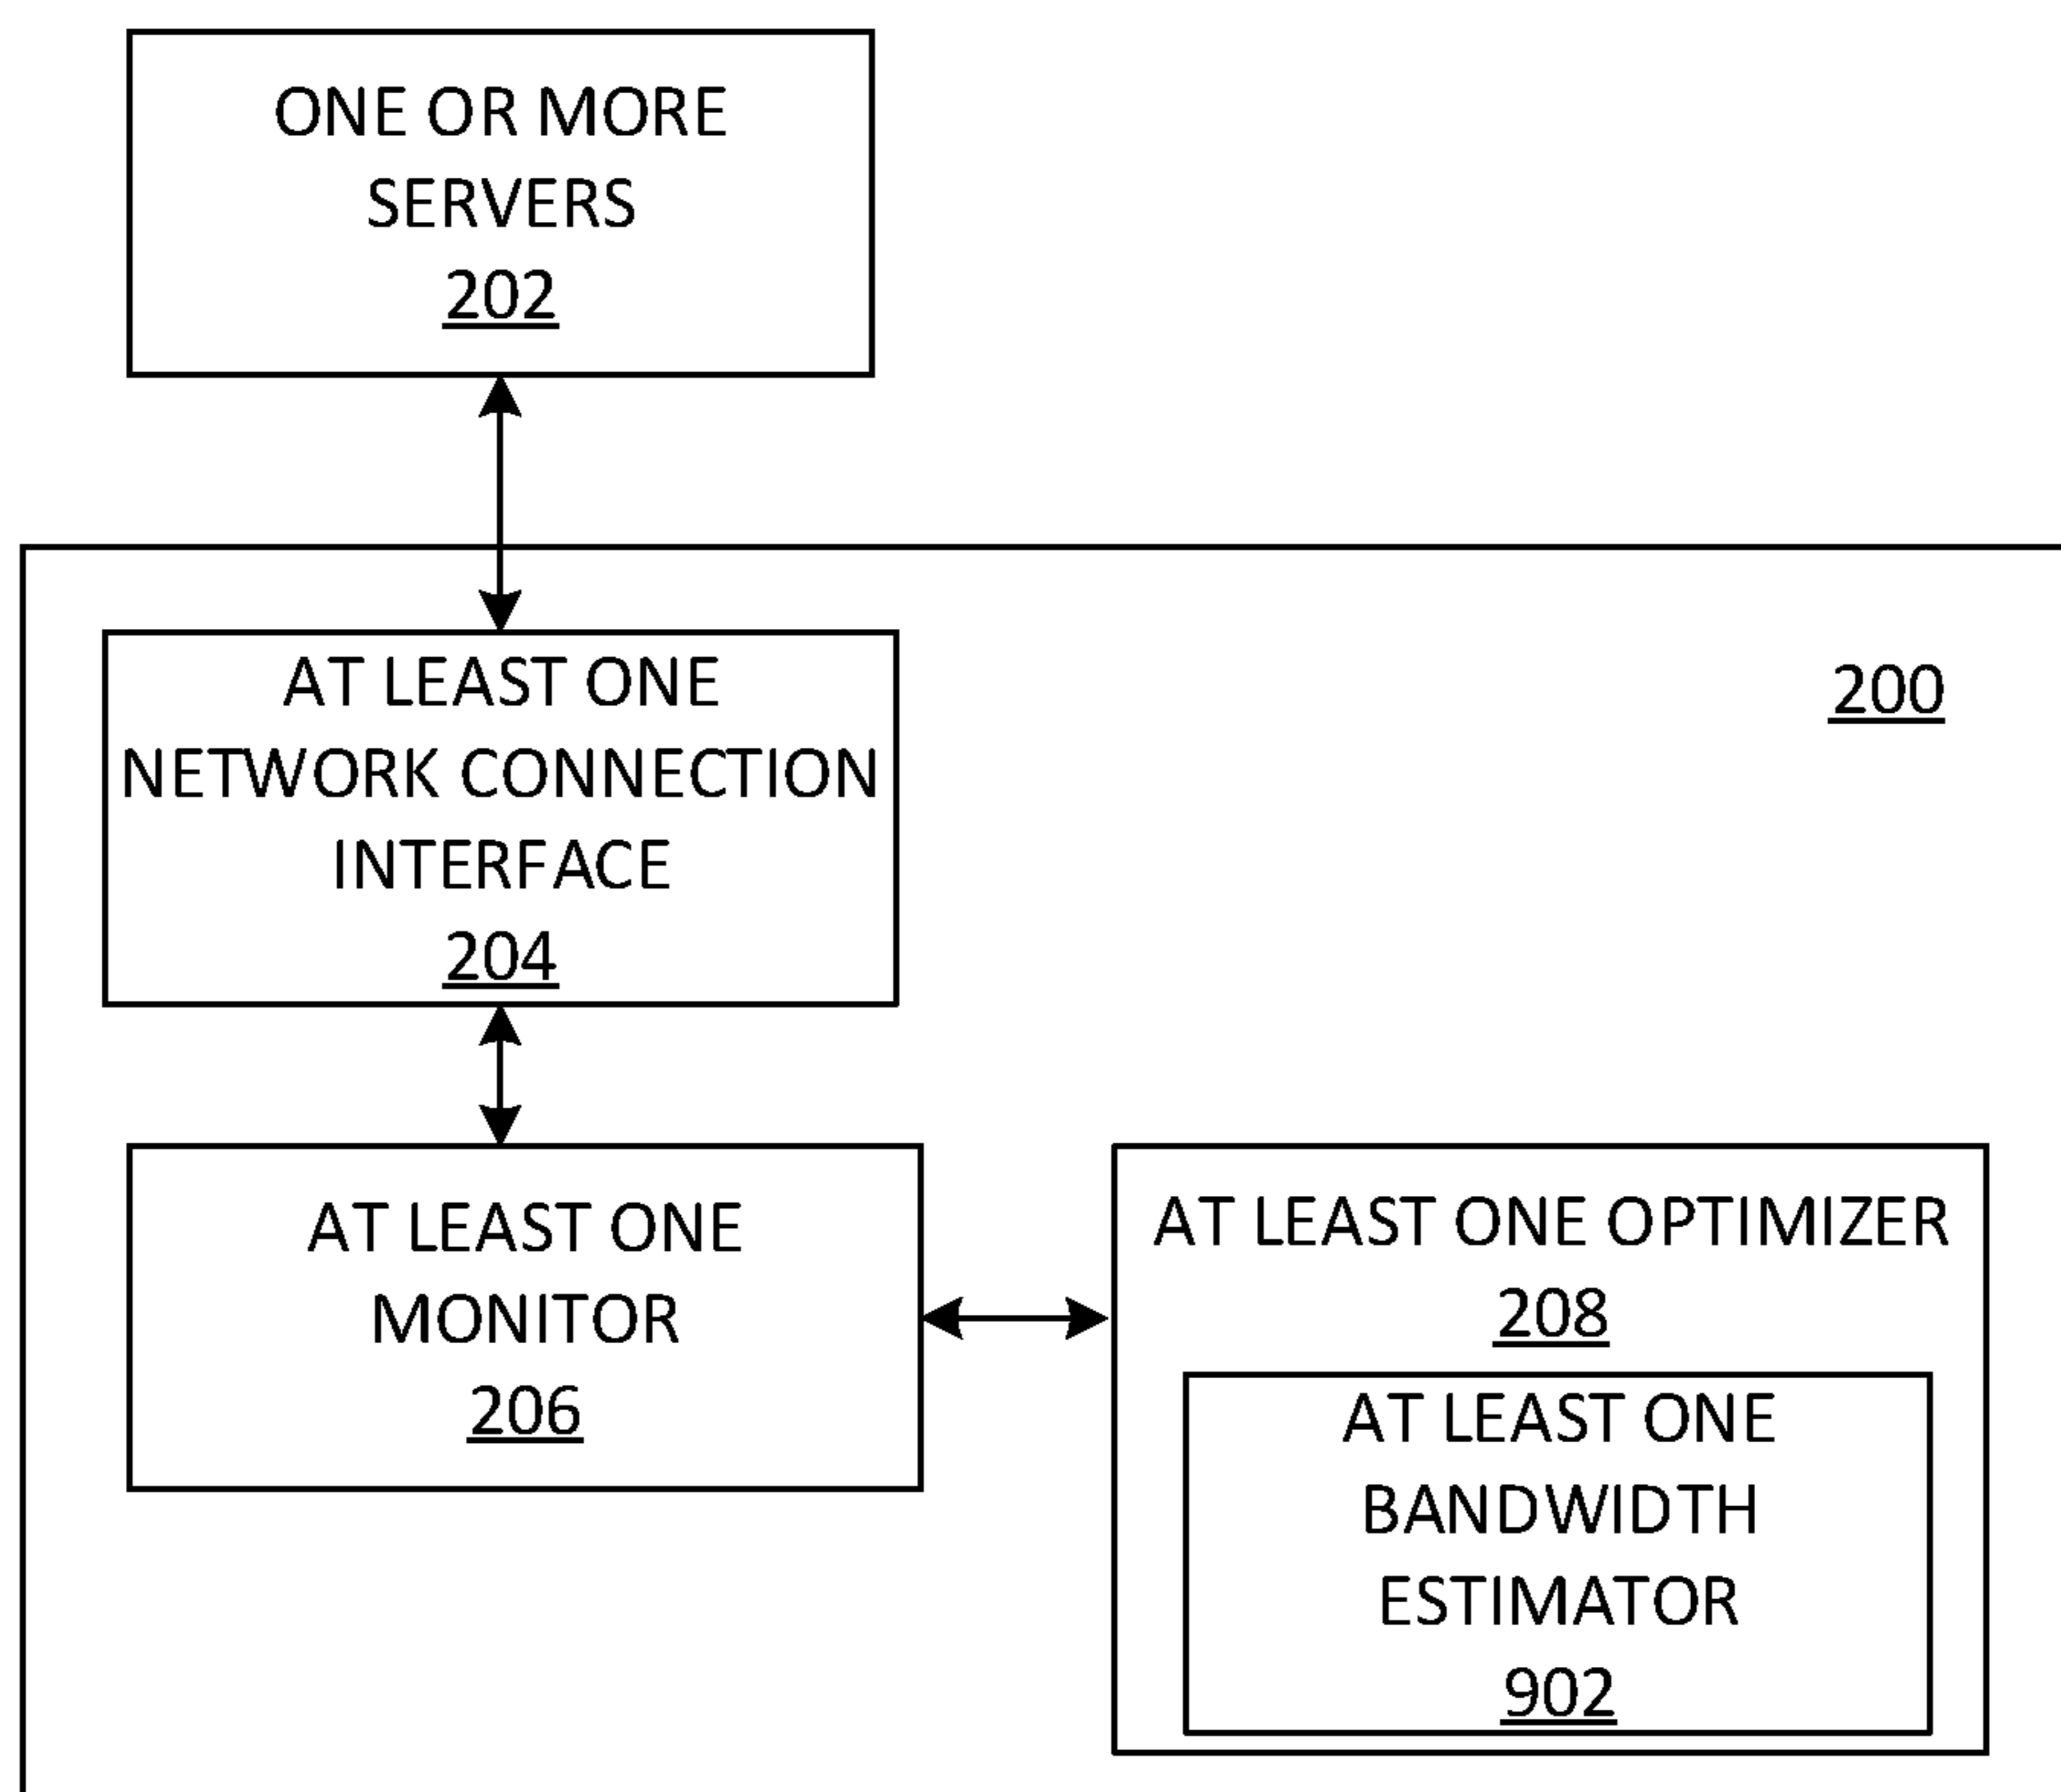 ONE OR MORE
SERVERS
202
AT LEAST ONE
NETWORK CONNECTION
INTERFACE
204
200
AT LEAST ONE
MONITOR
206
AT LEAST ONE OPTIMIZER
208
AT LEAST ONE
BANDWIDTH
ESTIMATOR
902